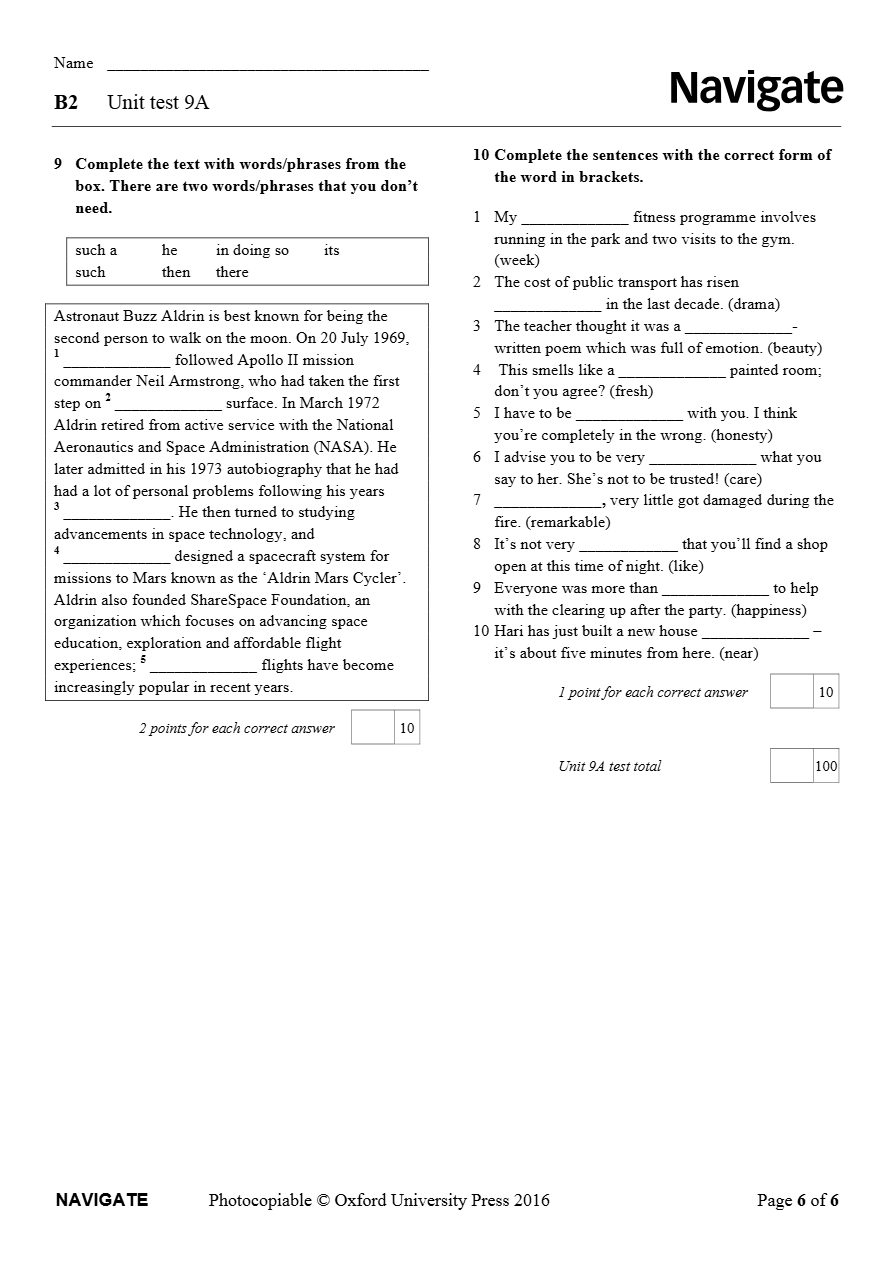 Name ________________________________________
Navigate
B2 Unit test 9A
9 Complete the text with words/phrases from the
box. There are two words/phrases that you don't
need.
such a he in doing so its
such then there
Astronaut Buzz Aldrin is best known for being the
second person to walk on the moon. On 20 July 1969,
1 _____________ followed Apollo II mission
commander Neil Armstrong, who had taken the first
step on 2 _____________ surface. In March 1972
Aldrin retired from active service with the National
Aeronautics and Space Administration (NASA). He
later admitted in his 1973 autobiography that he had
had a lot of personal problems following his years
3 _____________. He then turned to studying
advancements in space technology, and
4 _____________ designed a spacecraft system for
missions to Mars known as the 'Aldrin Mars Cycler'.
Aldrin also founded ShareSpace Foundation, an
organization which focuses on advancing space
education, exploration and affordable flight
experiences; 5 _____________ flights have become
increasingly popular in recent years.
2 points for each correct answer 10
10 Complete the sentences with the correct form of
the word in brackets.
1 My _____________ fitness programme involves
running in the park and two visits to the gym.
(week)
2 The cost of public transport has risen
_____________ in the last decade. (drama)
3 The teacher thought it was a _____________-
written poem which was full of emotion. (beauty)
4 This smells like a _____________ painted room;
don't you agree? (fresh)
5 I have to be _____________ with you. I think
you're completely in the wrong. (honesty)
6 I advise you to be very _____________ what you
say to her. She's not to be trusted! (care)
7 _____________, very little got damaged during the
fire. (remarkable)
8 It's not very ____________ that you'll find a shop
open at this time of night. (like)
9 Everyone was more than _____________ to help
with the clearing up after the party. (happiness)
10 Hari has just built a new house _____________ –
it's about five minutes from here. (near)
1 point for each correct answer 10
Unit 9A test total 100
NAVIGATE Photocopiable © Oxford University Press 2016 Page 6 of 6